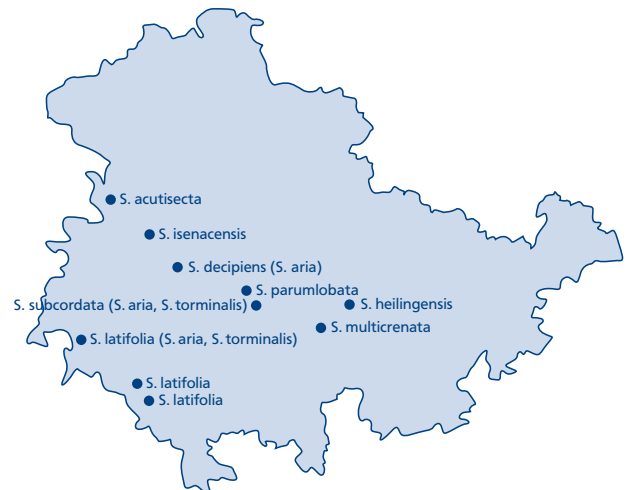 S. acutisecta
S. isenacensis
S. decipiens (S. aria)
S. parumlobata
S. subcordata (S. aria, S. torminalis)
S. heilingensis
S. multicrenata
S. latifolia (S. aria, S. torminalis)
S. latifolia
S. latifolia